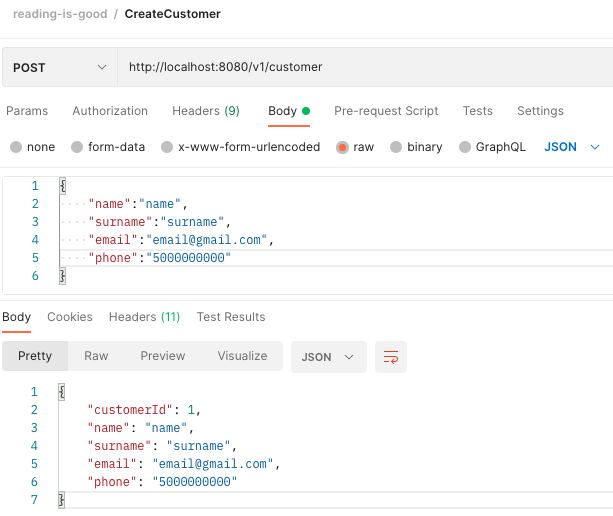 reading-is-good / CreateCustomer
POST http://localhost:8080/v1/customer
Params Authorization Headers (9) Body Pre-request Script Tests Settings
none form-data x-www-form-urlencoded raw binary GraphQL JSON
1 {
2 ····"name":"name",
3 ····"surname":"surname",
4 ····"email":"email@gmail.com",
5 ····"phone":"5000000000"
6 }
Body Cookies Headers (11) Test Results
Pretty Raw Preview Visualize JSON
1 {
2 "customerId": 1,
3 "name": "name",
4 "surname": "surname",
5 "email": "email@gmail.com",
6 "phone": "5000000000"
7 }